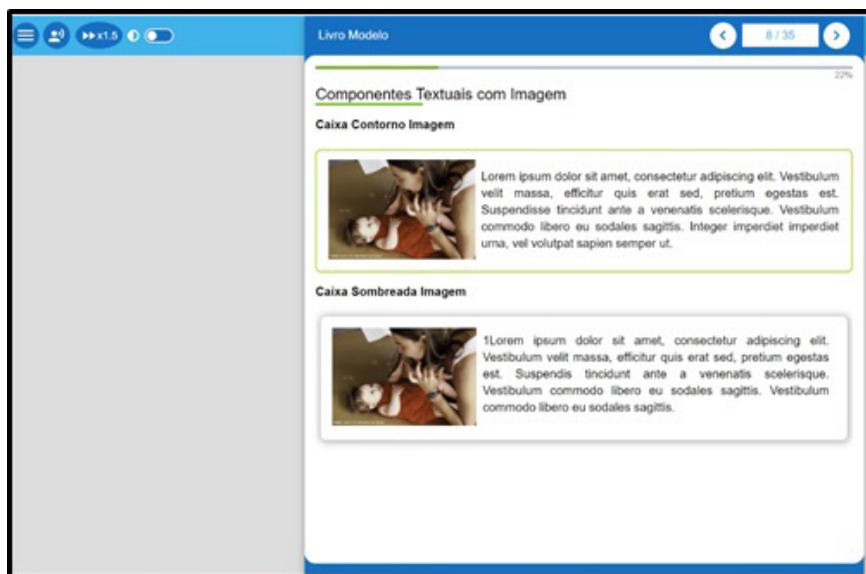 x1.5
Livro Modelo
8 / 35
22%
Componentes Textuais com Imagem
Caixa Contorno Imagem
Lorem ipsum dolor sit amet, consectetur adipiscing elit. Vestibulum
velit massa, efficitur quis erat sed, pretium egestas est.
Suspendisse tincidunt ante a venenatis scelerisque. Vestibulum
commodo libero eu sodales sagittis. Integer imperdiet imperdiet
urna, vel volutpat sapien semper ut.
Caixa Sombreada Imagem
1Lorem ipsum dolor sit amet, consectetur adipiscing elit.
Vestibulum velit massa, efficitur quis erat sed, pretium egestas
est. Suspendis tincidunt ante a venenatis scelerisque.
Vestibulum commodo libero eu sodales sagittis. Vestibulum
commodo libero eu sodales sagittis.